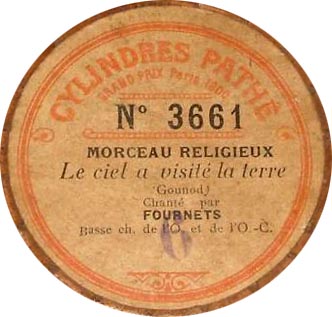 CYLINDRES PATHÉ
GRAND PRIX Paris 1900
N° 3661
MORCEAU RELIGIEUX
Le ciel a visité la terre
(Gounod)
Chanté par
FOURNETS
Basse ch. de l'O. et de l'O.-C.
6